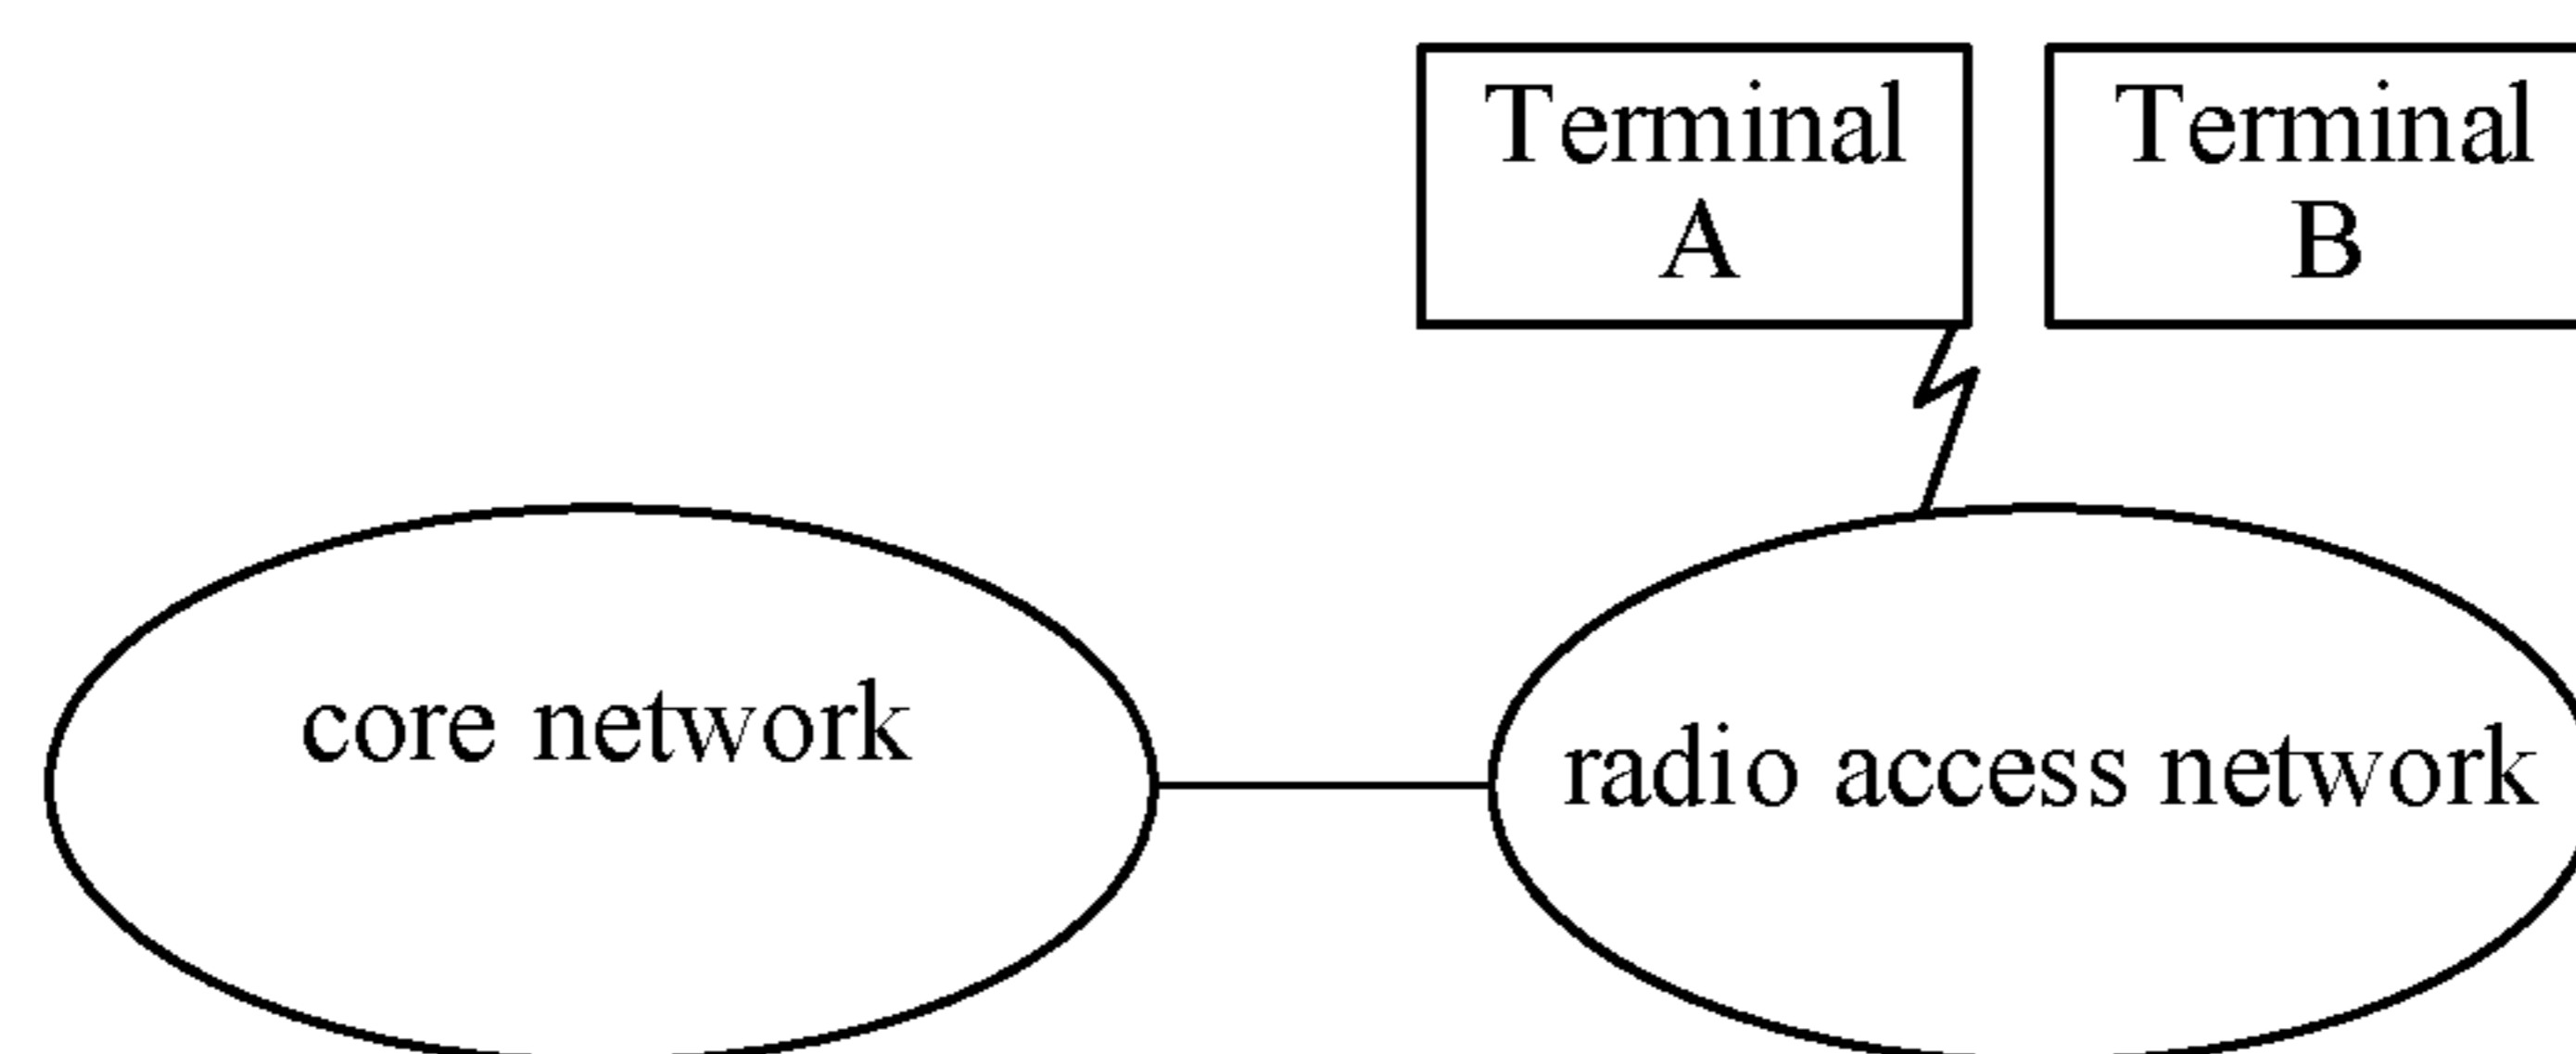 Terminal
A
Terminal
B
core network
radio access network